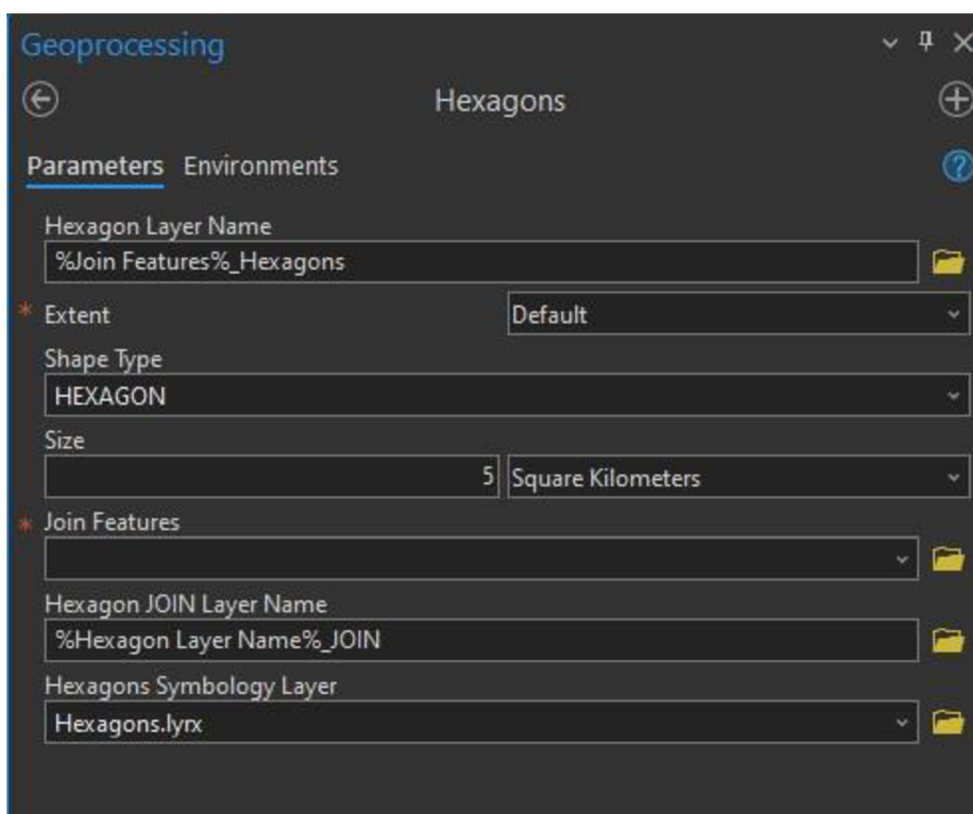 Geoprocessing
Hexagons
Parameters Environments
Hexagon Layer Name
%Join Features%_Hexagons
* Extent Default
Shape Type
HEXAGON
Size
5 Square Kilometers
* Join Features
Hexagon JOIN Layer Name
%Hexagon Layer Name%_JOIN
Hexagons Symbology Layer
Hexagons.lyrx